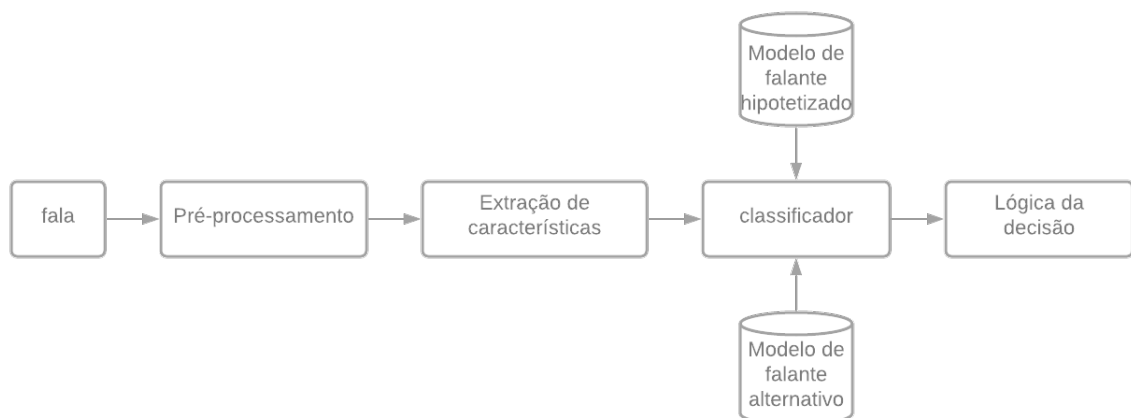 Modelo de
falante
hipotetizado
fala
Pré-processamento
Extração de
características
classificador
Lógica da
decisão
Modelo de
falante
alternativo